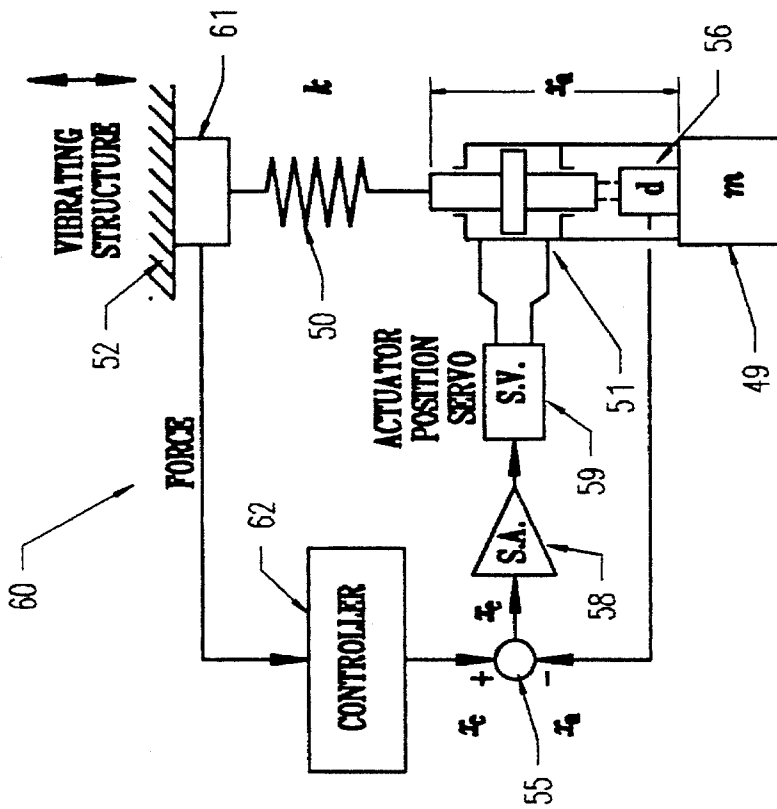 60
FORCE
VIBRATING
STRUCTURE
52
61
k
50
62
CONTROLLER
ACTUATOR
POSITION
SERVO
x_c
+
x_a
-
x_e
55
S.A.
58
S.V.
59
51
x_a
d
56
m
49